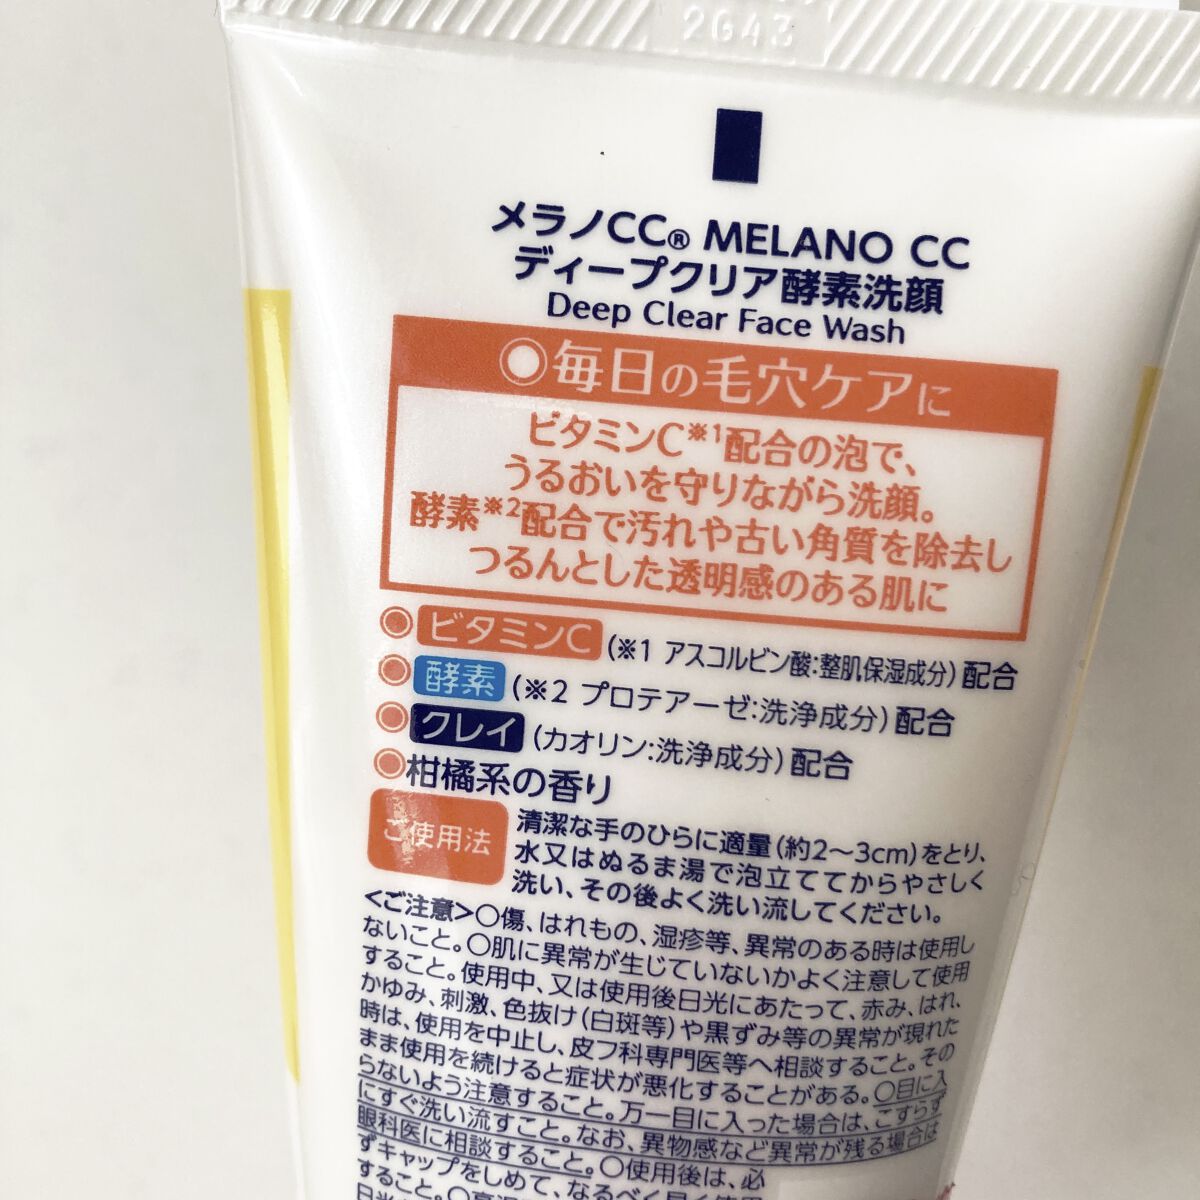 2G43
メラノCC® MELANO CC
ディープクリア酵素洗顔
Deep Clear Face Wash
◎毎日の毛穴ケアに
ビタミンC※1配合の泡で、
うるおいを守りながら洗顔。
酵素※2配合で汚れや古い角質を除去し
つるんとした透明感のある肌に
◎ビタミンC(※1 アスコルビン酸:整肌保湿成分)配合
◎酵素(※2 プロテアーゼ:洗浄成分)配合
◎クレイ(カオリン:洗浄成分)配合
◎柑橘系の香り
ご使用法
清潔な手のひらに適量(約2〜3cm)をとり、
水又はぬるま湯で泡立ててからやさしく
洗い、その後よく洗い流してください。
<ご注意>○傷、はれもの、湿疹等、異常のある時は使用し
ないこと。○肌に異常が生じていないかよく注意して使用
すること。使用中、又は使用後日光にあたって、赤み、はれ、
かゆみ、刺激、色抜け(白斑等)や黒ずみ等の異常が現れた
時は、使用を中止し、皮フ科専門医等へ相談すること。その
まま使用を続けると症状が悪化することがある。○目に入
らないよう注意すること。万一目に入った場合は、こすらず
にすぐ洗い流すこと。なお、異物感など異常が残る場合は
眼科医に相談すること。○使用後は、必
ずキャップをしめて、なるべく早く使用
すること。